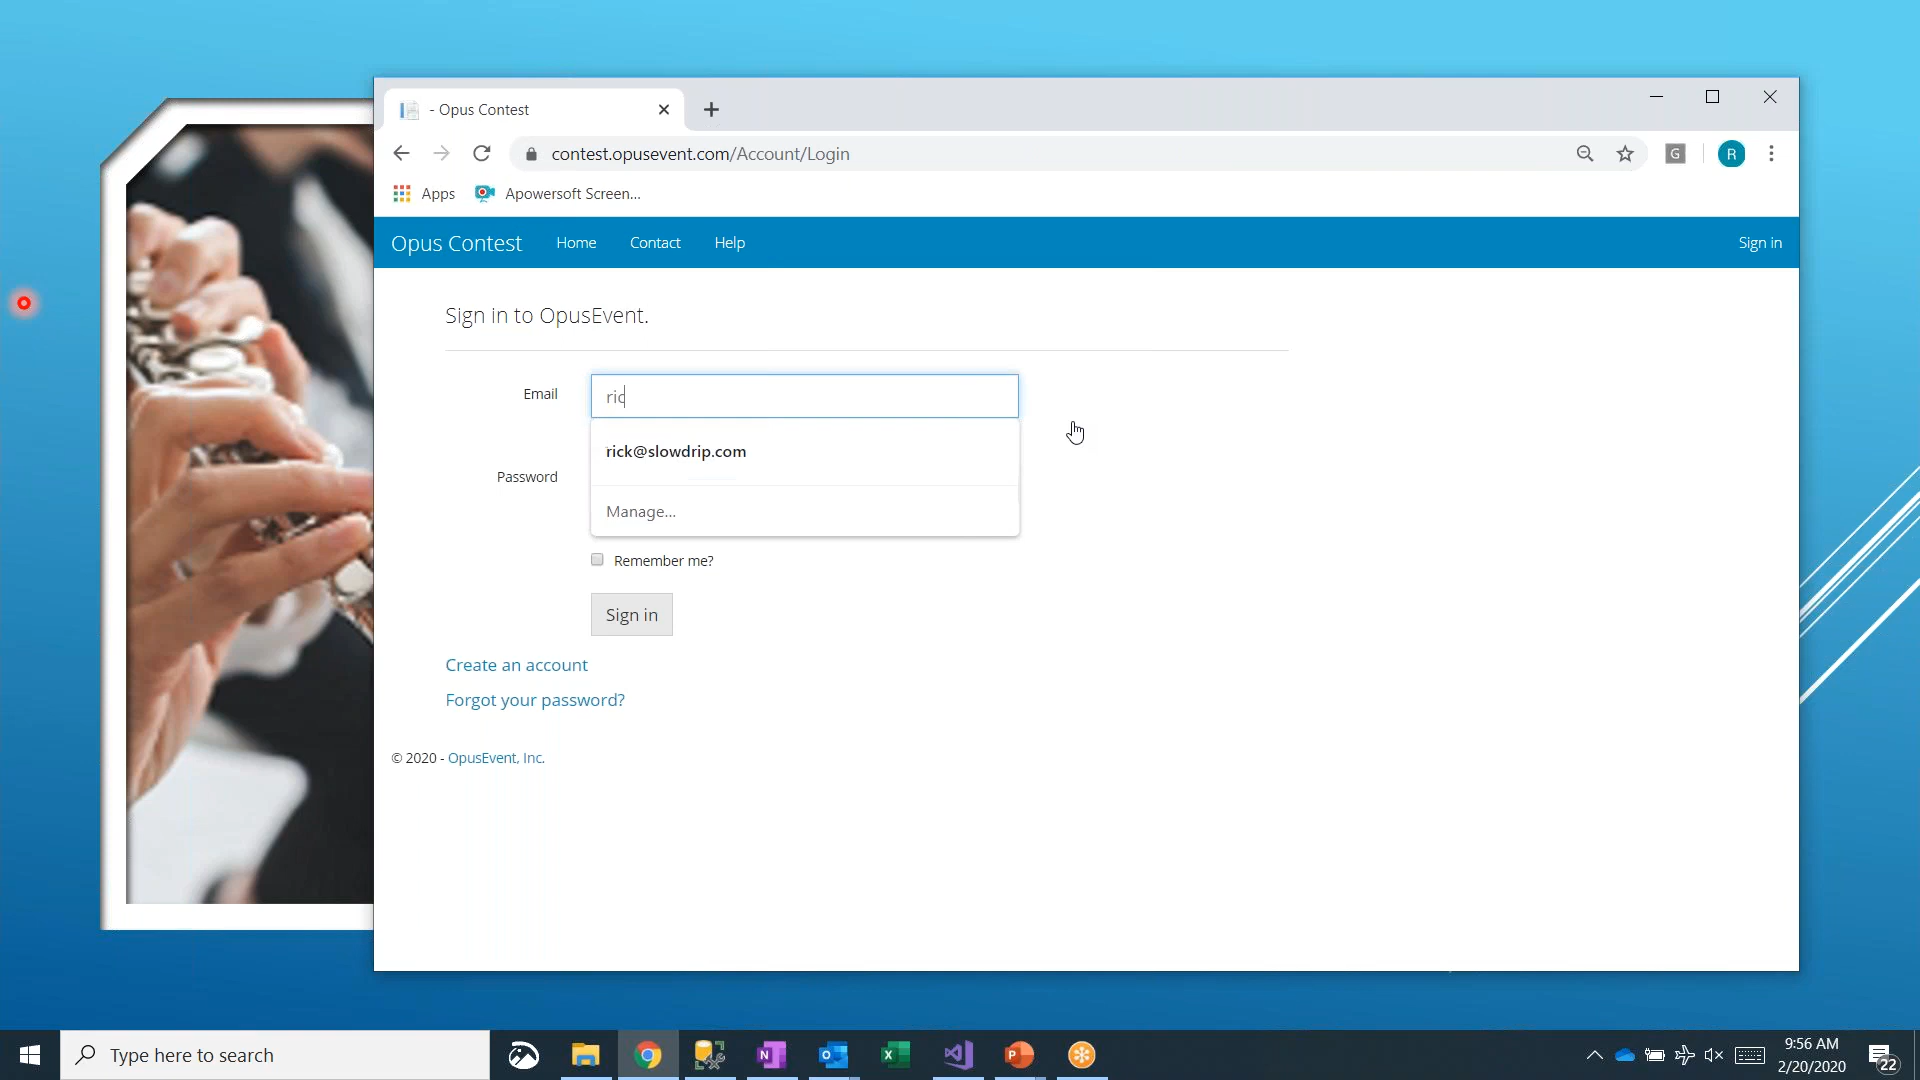 - Opus Contest
contest.opusevent.com/Account/Login
G
R
Apps
Apowersoft Screen...
Opus Contest
Home
Contact
Help
Sign in
Sign in to OpusEvent.
Email
ric
rick@slowdrip.com
Password
Manage...
Remember me?
Sign in
Create an account
Forgot your password?
© 2020 - OpusEvent, Inc.
Type here to search
N
O
X
P
9:56 AM
2/20/2020
22